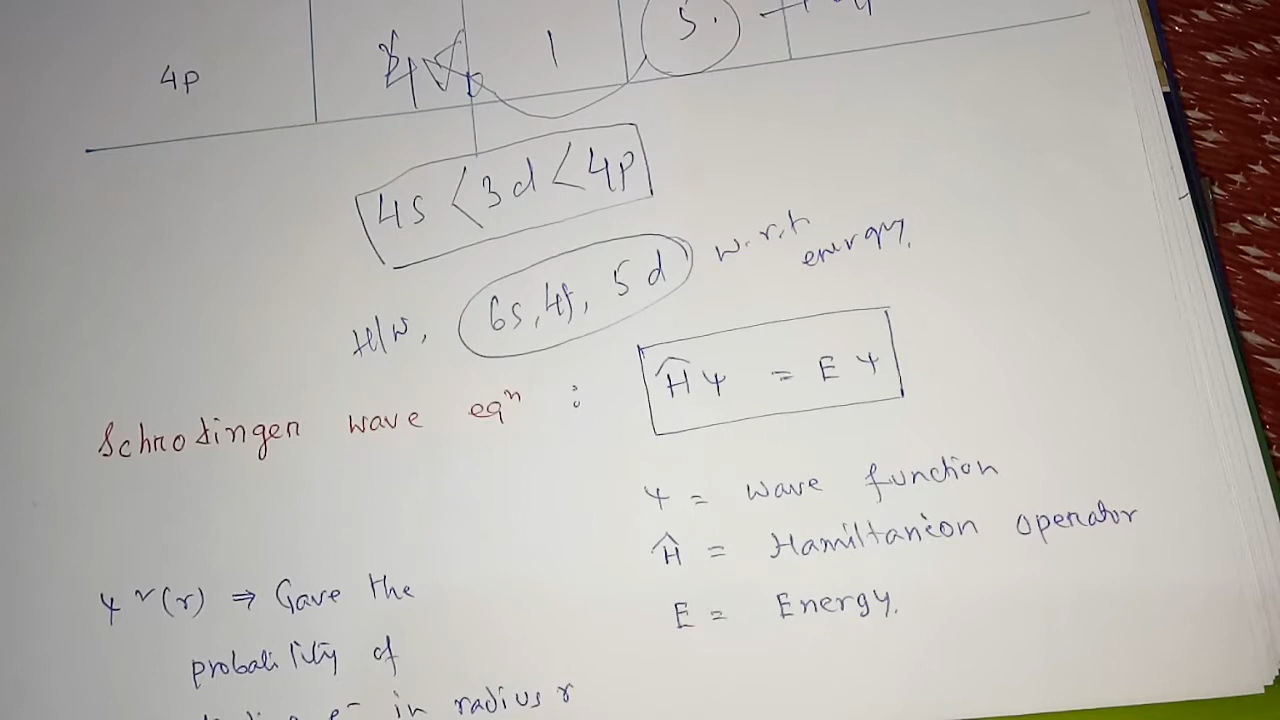 4p 1 5.
4s < 3d < 4p
H/W, 6s, 4f, 5d w.r.t energy,
Schrodinger wave eqⁿ : Ĥψ = Eψ
ψ = wave function
Ĥ = Hamiltanion operator
E = Energy.
ψ²(r) ⇒ Gave the
probability of
e⁻ in radius r